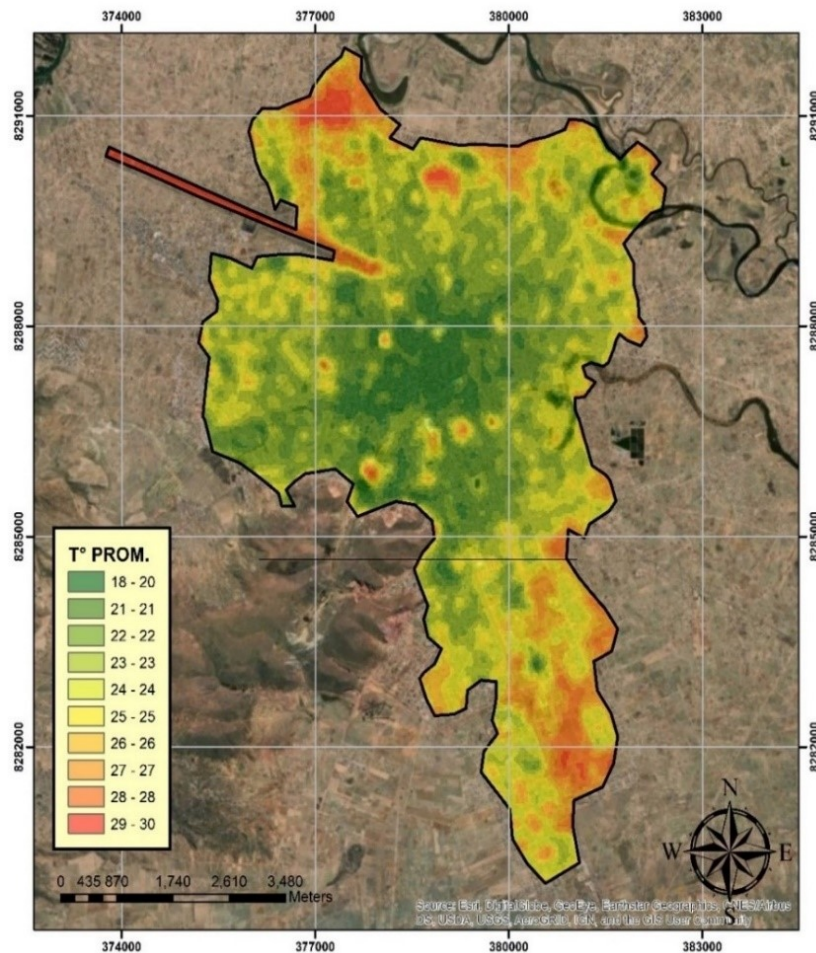 374000 377000 380000 383000
8291000 8291000
8288000 8288000
8285000 8285000
8282000 8282000
T° PROM.
18 - 20
21 - 21
22 - 22
23 - 23
24 - 24
25 - 25
26 - 26
27 - 27
28 - 28
29 - 30
0 435 870 1,740 2,610 3,480
Meters
N
W E
S
Source: Esri, DigitalGlobe, GeoEye, Earthstar Geographics, CNES/Airbus
DS, USDA, USGS, AeroGRID, IGN, and the GIS User Community
374000 377000 380000 383000